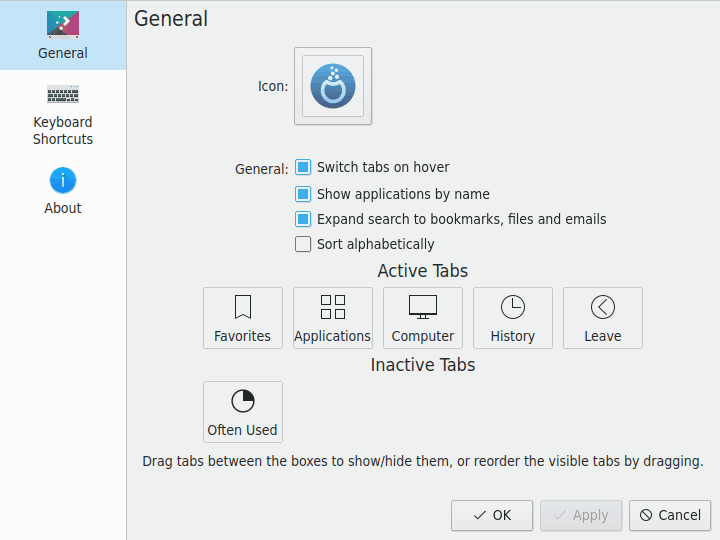 General
Keyboard
Shortcuts
About
General
Icon:
General:
Switch tabs on hover
Show applications by name
Expand search to bookmarks, files and emails
Sort alphabetically
Active Tabs
Favorites
Applications
Computer
History
Leave
Inactive Tabs
Often Used
Drag tabs between the boxes to show/hide them, or reorder the visible tabs by dragging.
OK
Apply
Cancel